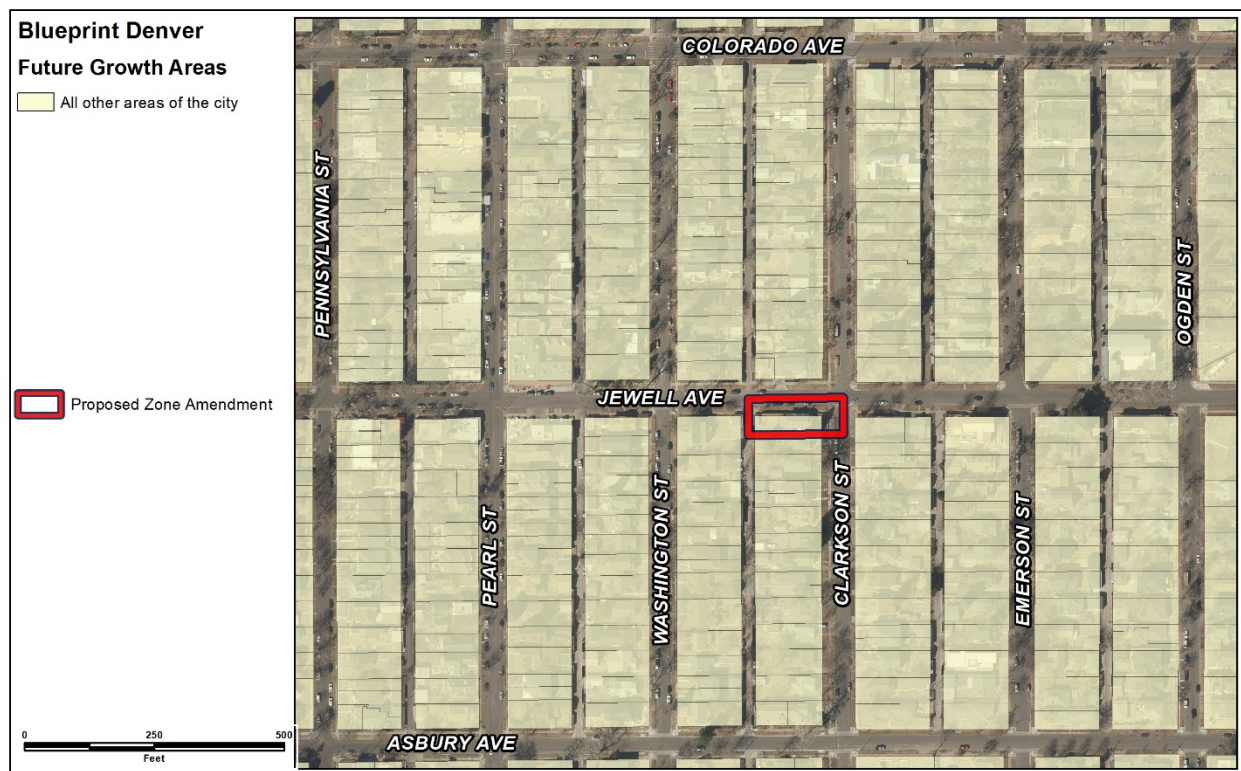 Blueprint Denver
Future Growth Areas
All other areas of the city
Proposed Zone Amendment
0 250 500
Feet
COLORADO AVE
PENNSYLVANIA ST
OGDEN ST
JEWELL AVE
PEARL ST
WASHINGTON ST
CLARKSON ST
EMERSON ST
ASBURY AVE